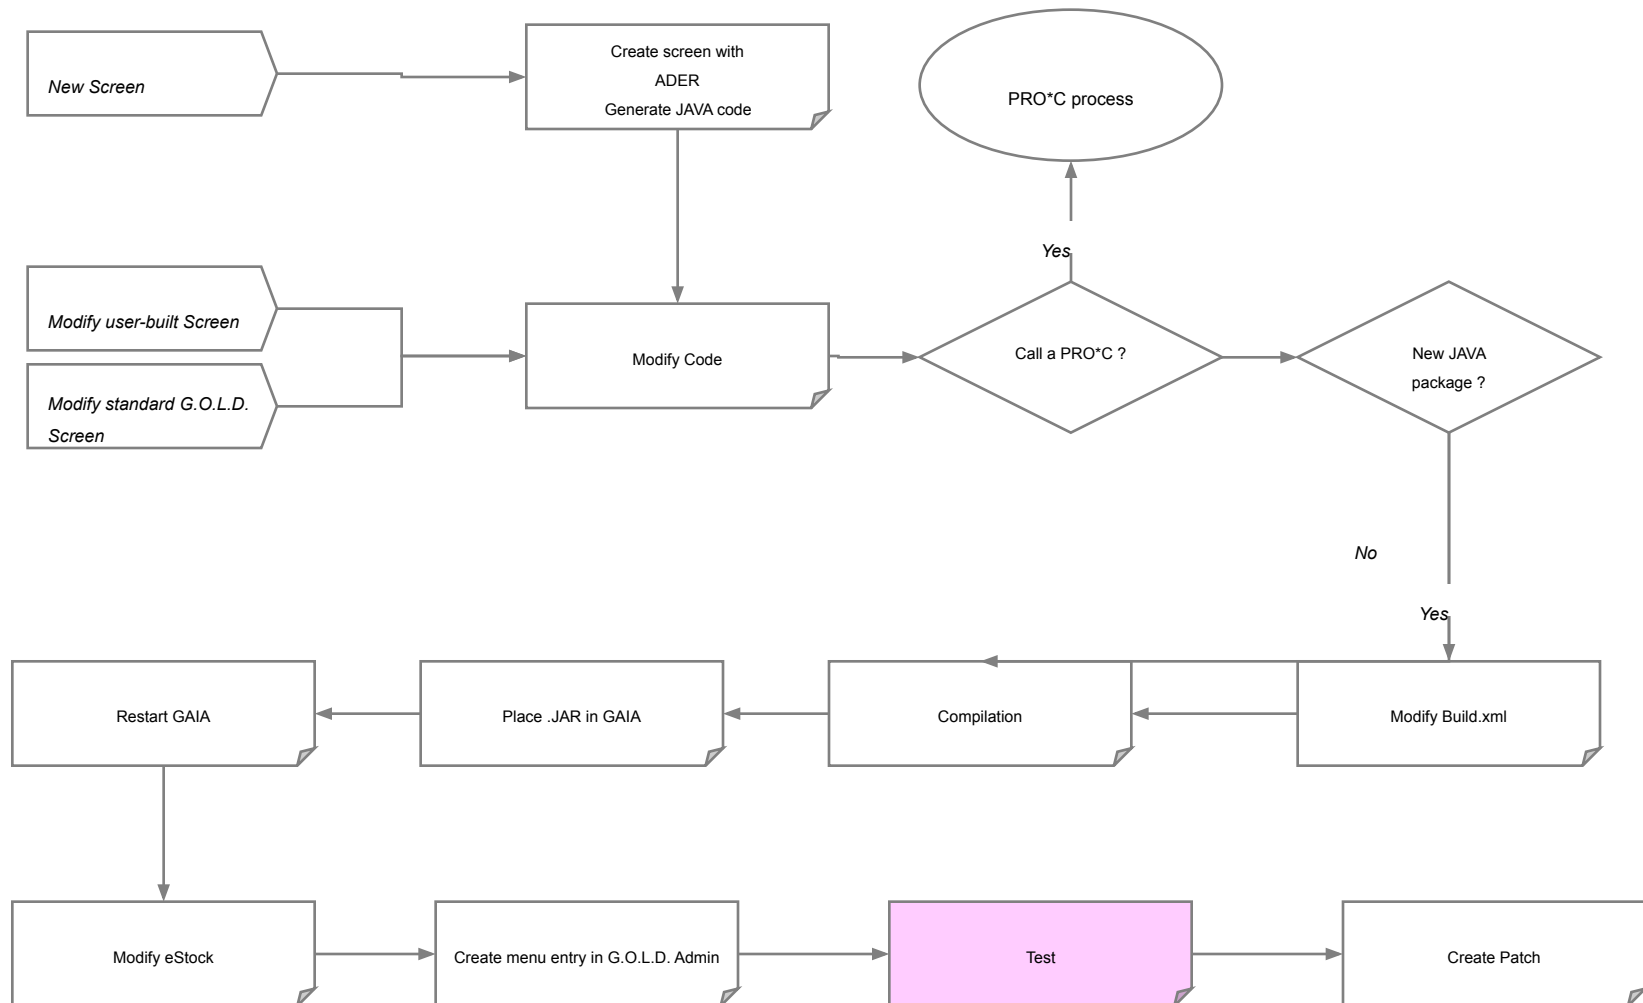 New Screen
Create screen with
ADER
Generate JAVA code
PRO*C process
Yes
Modify user-built Screen
Modify standard G.O.L.D.
Screen
Modify Code
Call a PRO*C ?
New JAVA
package ?
No
Yes
Restart GAIA
Place .JAR in GAIA
Compilation
Modify Build.xml
Modify eStock
Create menu entry in G.O.L.D. Admin
Test
Create Patch